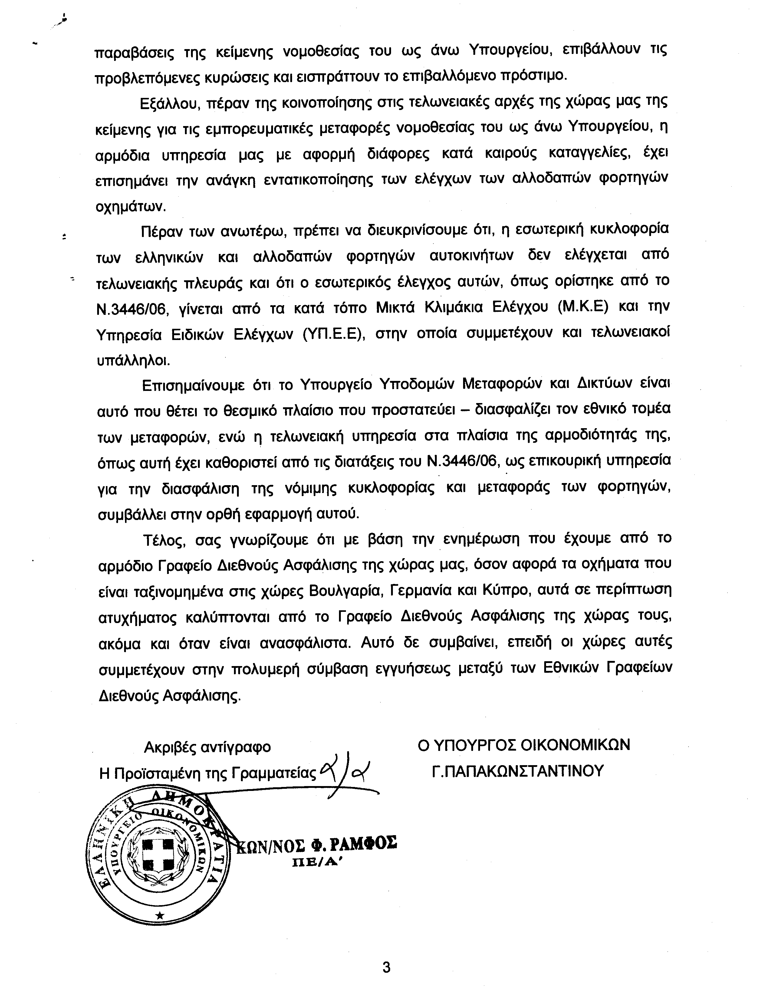 παραβάσεις της κείμενης νομοθεσίας του ως άνω Υπουργείου, επιβάλλουν τις
προβλεπόμενες κυρώσεις και εισπράττουν το επιβαλλόμενο πρόστιμο.
Εξάλλου, πέραν της κοινοποίησης στις τελωνειακές αρχές της χώρας μας της
κείμενης για τις εμπορευματικές μεταφορές νομοθεσίας του ως άνω Υπουργείου, η
αρμόδια υπηρεσία μας με αφορμή διάφορες κατά καιρούς καταγγελίες, έχει
επισημάνει την ανάγκη εντατικοποίησης των ελέγχων των αλλοδαπών φορτηγών
οχημάτων.
Πέραν των ανωτέρω, πρέπει να διευκρινίσουμε ότι, η εσωτερική κυκλοφορία
των ελληνικών και αλλοδαπών φορτηγών αυτοκινήτων δεν ελέγχεται από
τελωνειακής πλευράς και ότι ο εσωτερικός έλεγχος αυτών, όπως ορίστηκε από το
Ν.3446/06, γίνεται από τα κατά τόπο Μικτά Κλιμάκια Ελέγχου (Μ.Κ.Ε) και την
Υπηρεσία Ειδικών Ελέγχων (ΥΠ.Ε.Ε), στην οποία συμμετέχουν και τελωνειακοί
υπάλληλοι.
Επισημαίνουμε ότι το Υπουργείο Υποδομών Μεταφορών και Δικτύων είναι
αυτό που θέτει το θεσμικό πλαίσιο που προστατεύει – διασφαλίζει τον εθνικό τομέα
των μεταφορών, ενώ η τελωνειακή υπηρεσία στα πλαίσια της αρμοδιότητάς της,
όπως αυτή έχει καθοριστεί από τις διατάξεις του Ν.3446/06, ως επικουρική υπηρεσία
για την διασφάλιση της νόμιμης κυκλοφορίας και μεταφοράς των φορτηγών,
συμβάλλει στην ορθή εφαρμογή αυτού.
Τέλος, σας γνωρίζουμε ότι με βάση την ενημέρωση που έχουμε από το
αρμόδιο Γραφείο Διεθνούς Ασφάλισης της χώρας μας, όσον αφορά τα οχήματα που
είναι ταξινομημένα στις χώρες Βουλγαρία, Γερμανία και Κύπρο, αυτά σε περίπτωση
ατυχήματος καλύπτονται από το Γραφείο Διεθνούς Ασφάλισης της χώρας τους,
ακόμα και όταν είναι ανασφάλιστα. Αυτό δε συμβαίνει, επειδή οι χώρες αυτές
συμμετέχουν στην πολυμερή σύμβαση εγγυήσεως μεταξύ των Εθνικών Γραφείων
Διεθνούς Ασφάλισης.
Ακριβές αντίγραφο
Η Προϊσταμένη της Γραμματείας α/α
Ο ΥΠΟΥΡΓΟΣ ΟΙΚΟΝΟΜΙΚΩΝ
Γ.ΠΑΠΑΚΩΝΣΤΑΝΤΙΝΟΥ
ΕΛΛΗΝΙΚΗ ΔΗΜΟΚΡΑΤΙΑ
ΥΠΟΥΡΓΕΙΟ ΟΙΚΟΝΟΜΙΚΩΝ
ΚΩΝ/ΝΟΣ Φ. ΡΑΜΦΟΣ
ΠΕ/Α'
3